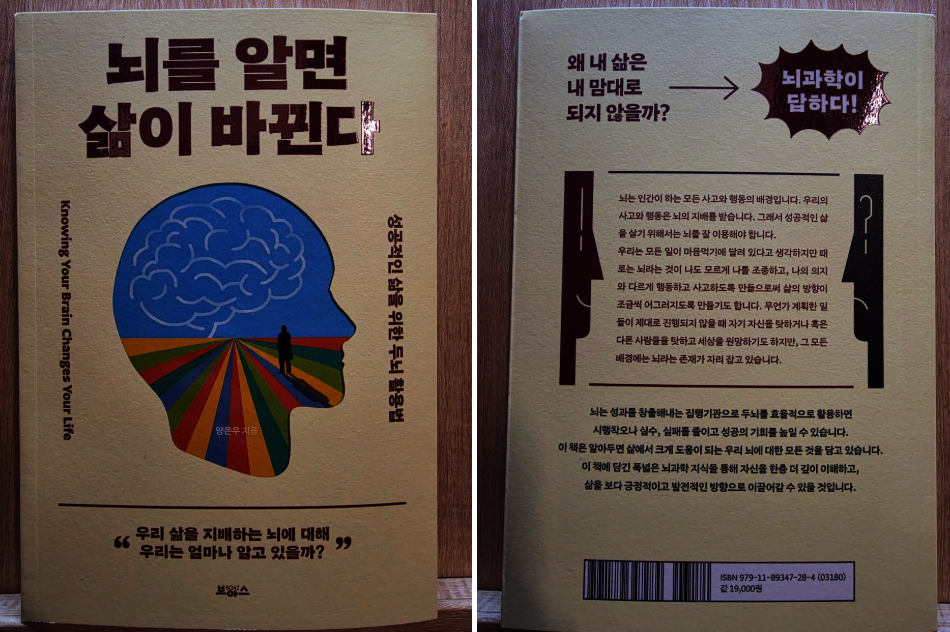 뇌를 알면
삶이 바뀐다
Knowing Your Brain Changes Your Life
성공적인 삶을 위한 두뇌 활용법
양은우 지음
“ 우리 삶을 지배하는 뇌에 대해
우리는 얼마나 알고 있을까? ”
보아스
왜 내 삶은
내 맘대로
되지 않을까?
뇌과학이
답하다!
뇌는 인간이 하는 모든 사고와 행동의 배경입니다. 우리의
사고와 행동은 뇌의 지배를 받습니다. 그래서 성공적인 삶
을 살기 위해서는 뇌를 잘 이용해야 합니다.
우리는 모든 일이 마음먹기에 달려 있다고 생각하지만 때
로는 뇌라는 것이 나도 모르게 나를 조종하고, 나의 의지
와 다르게 행동하고 사고하도록 만듦으로써 삶의 방향이
조금씩 어그러지도록 만들기도 합니다. 무언가 계획한 일
들이 제대로 진행되지 않을 때 자기 자신을 탓하거나 혹은
다른 사람들을 탓하고 세상을 원망하기도 하지만, 그 모든
배경에는 뇌라는 존재가 자리 잡고 있습니다.
뇌는 성과를 창출해내는 집행기관으로 두뇌를 효율적으로 활용하면
시행착오나 실수, 실패를 줄이고 성공의 기회를 높일 수 있습니다.
이 책은 알아두면 삶에서 크게 도움이 되는 우리 뇌에 대한 모든 것을 담고 있습니다.
이 책에 담긴 폭넓은 뇌과학 지식을 통해 자신을 한층 더 깊이 이해하고,
삶을 보다 긍정적이고 발전적인 방향으로 이끌어갈 수 있을 것입니다.
ISBN 979-11-89347-28-4 (03180)
값 19,000원